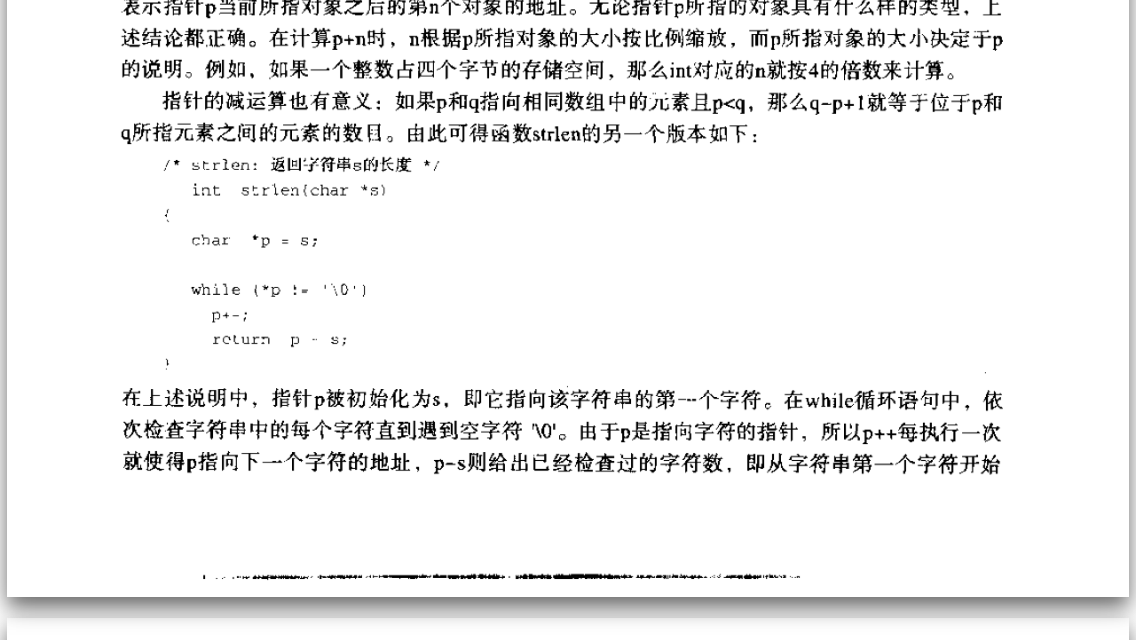 表示指针p当前所指对象之后的第n个对象的地址。无论指针p所指的对象具有什么样的类型，上
述结论都正确。在计算p+n时，n根据p所指对象的大小按比例缩放，而p所指对象的大小决定于p
的说明。例如，如果一个整数占四个字节的存储空间，那么int对应的n就按4的倍数来计算。
指针的减运算也有意义：如果p和q指向相同数组中的元素且p<q，那么q-p+1就等于位于p和
q所指元素之间的元素的数目。由此可得函数strlen的另一个版本如下：
/* strlen: 返回字符串s的长度 */
int strlen(char *s)
{
char *p = s;
while (*p != '\0')
p++;
return p - s;
}
在上述说明中，指针p被初始化为s，即它指向该字符串的第一个字符。在while循环语句中，依
次检查字符串中的每个字符直到遇到空字符 '\0'。由于p是指向字符的指针，所以p++每执行一次
就使得p指向下一个字符的地址，p-s则给出已经检查过的字符数，即从字符串第一个字符开始